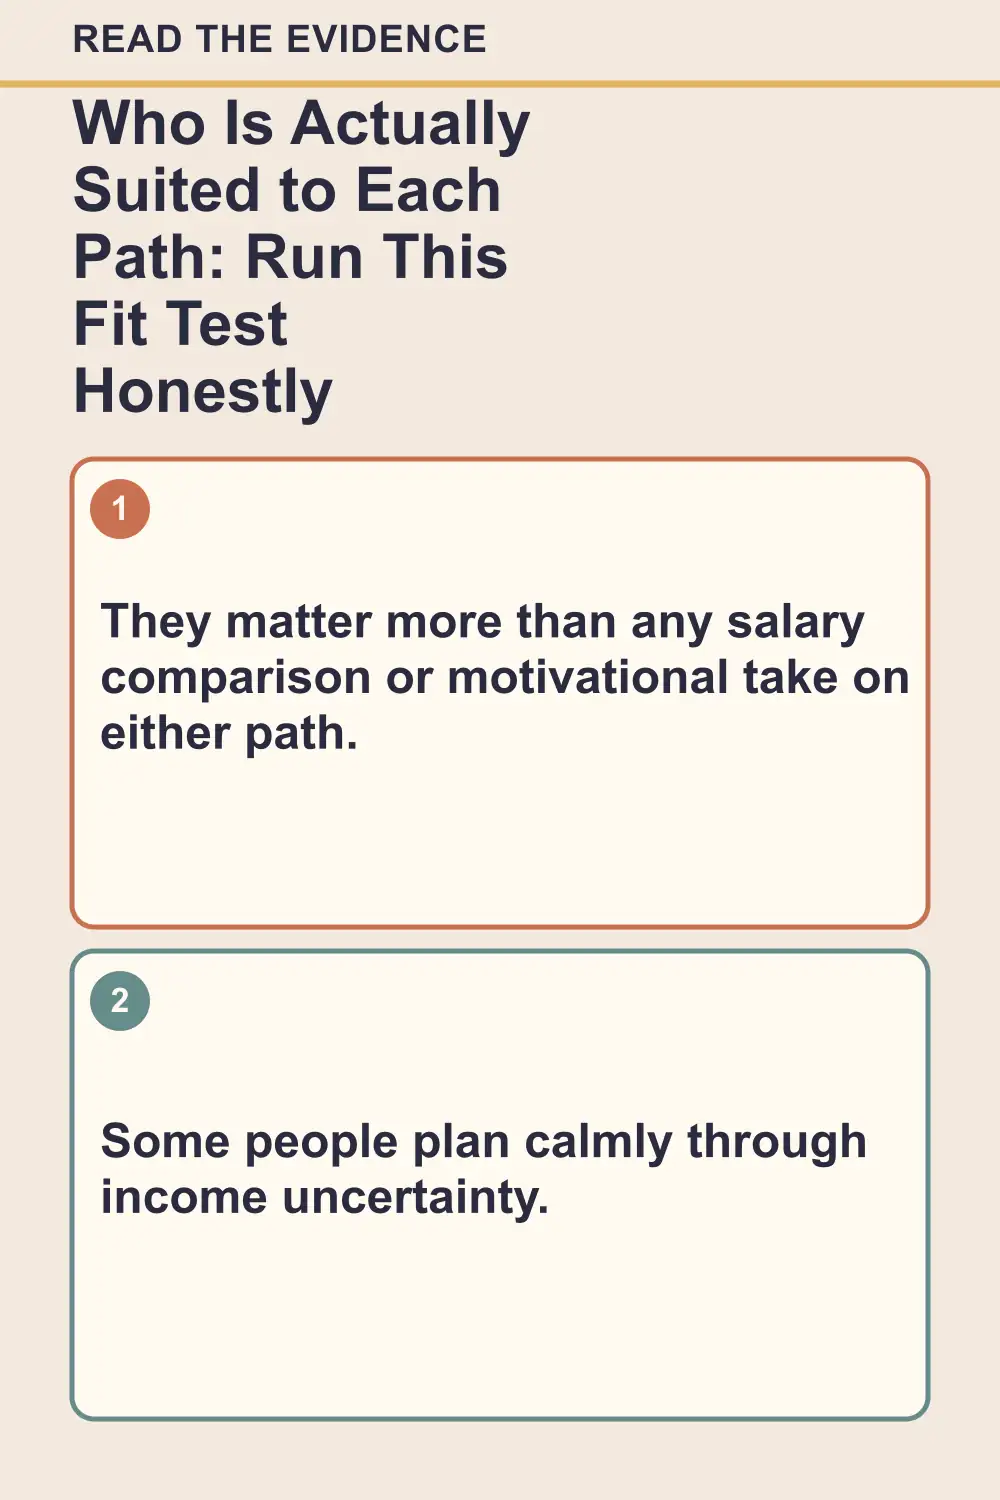 READ THE EVIDENCE
Who Is Actually
Suited to Each
Path: Run This
Fit Test
Honestly
1
They matter more than any salary
comparison or motivational take on
either path.
2
Some people plan calmly through
income uncertainty.